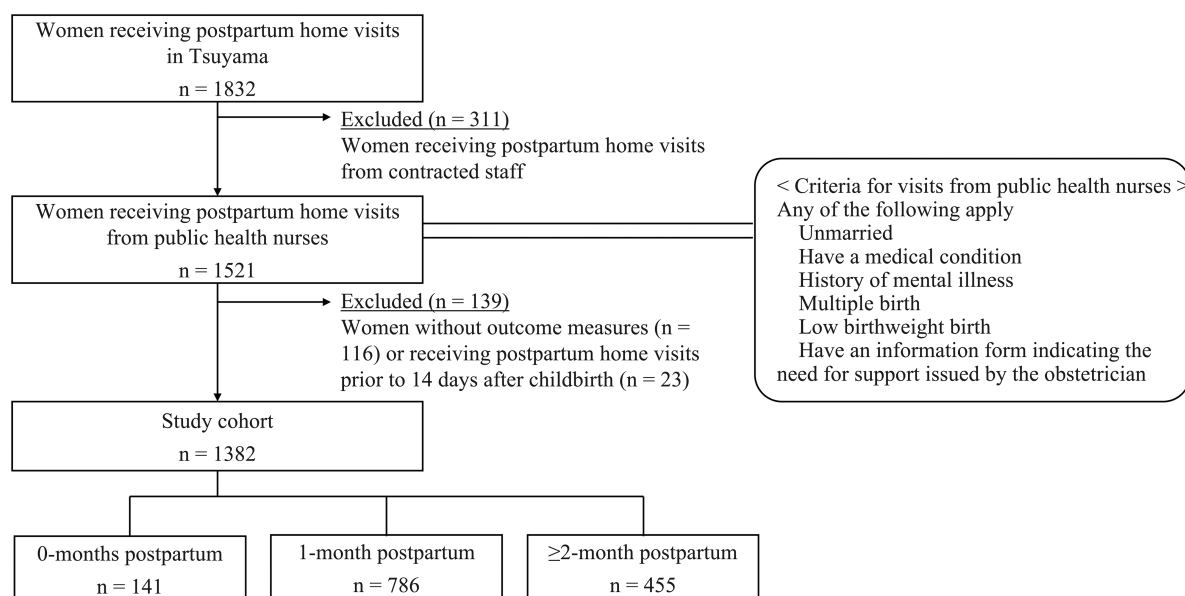 Women receiving postpartum home visits
in Tsuyama
n = 1832
Excluded (n = 311)
Women receiving postpartum home visits
from contracted staff
Women receiving postpartum home visits
from public health nurses
n = 1521
< Criteria for visits from public health nurses >
Any of the following apply
Unmarried
Have a medical condition
History of mental illness
Multiple birth
Low birthweight birth
Have an information form indicating the
need for support issued by the obstetrician
Excluded (n = 139)
Women without outcome measures (n =
116) or receiving postpartum home visits
prior to 14 days after childbirth (n = 23)
Study cohort
n = 1382
0-months postpartum
n = 141
1-month postpartum
n = 786
≥2-month postpartum
n = 455